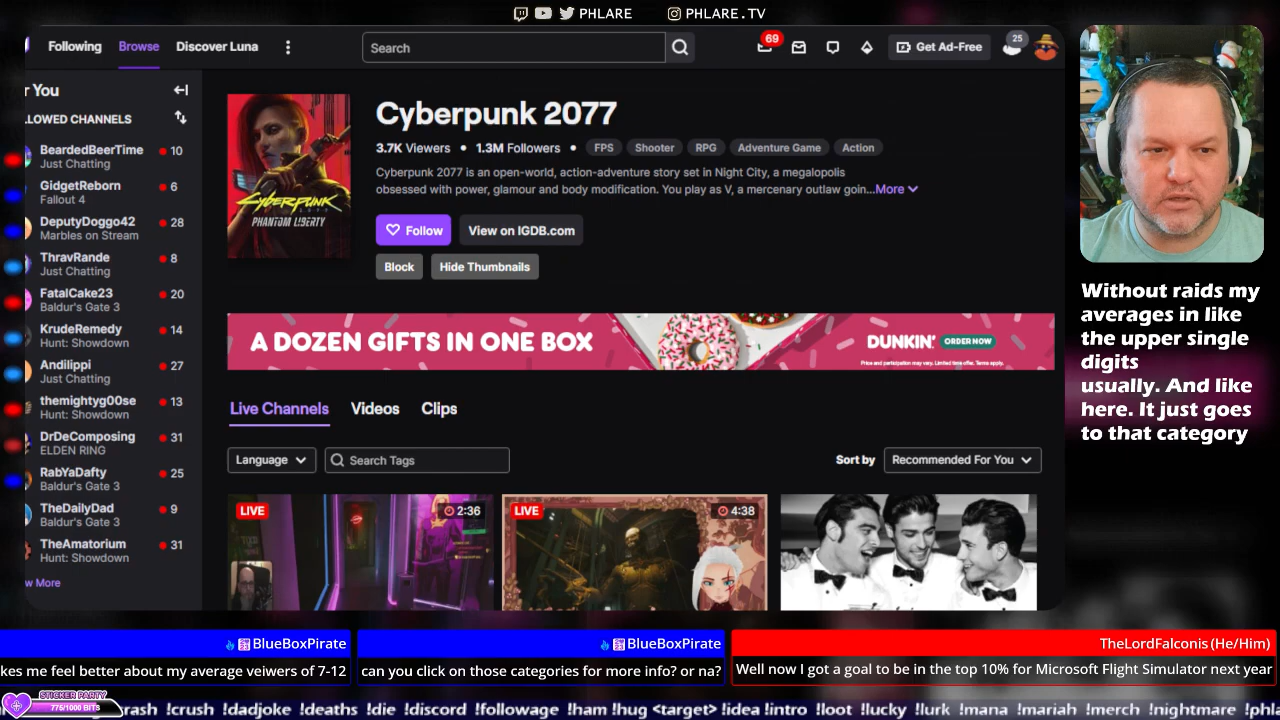 PHLARE
PHLARE.TV
Following
Browse
Discover Luna
Search
69
Get Ad-Free
25
r You
LOWED CHANNELS
BeardedBeerTime
10
Just Chatting
GidgetReborn
6
Fallout 4
DeputyDoggo42
28
Marbles on Stream
ThravRande
8
Just Chatting
FatalCake23
20
Baldur's Gate 3
KrudeRemedy
14
Hunt: Showdown
Andilippi
27
Just Chatting
themightyg00se
13
Hunt: Showdown
DrDeComposing
31
ELDEN RING
RabYaDafty
25
Baldur's Gate 3
TheDailyDad
9
Baldur's Gate 3
TheAmatorium
31
Hunt: Showdown
w More
Cyberpunk
PHANTOM LIBERTY
Cyberpunk 2077
3.7K Viewers • 1.3M Followers • FPS Shooter RPG Adventure Game Action
Cyberpunk 2077 is an open-world, action-adventure story set in Night City, a megalopolis
obsessed with power, glamour and body modification. You play as V, a mercenary outlaw goin...More
Follow
View on IGDB.com
Block
Hide Thumbnails
A DOZEN GIFTS IN ONE BOX
DUNKIN'
ORDER NOW
Price and participation may vary. Limited time offer. Terms apply.
Live Channels
Videos
Clips
Language
Search Tags
Sort by
Recommended For You
LIVE
2:36
LIVE
4:38
Without raids my
averages in like
the upper single
digits
usually. And like
here. It just goes
to that category
BlueBoxPirate
kes me feel better about my average veiwers of 7-12
BlueBoxPirate
can you click on those categories for more info? or na?
TheLordFalconis (He/Him)
Well now I got a goal to be in the top 10% for Microsoft Flight Simulator next year
STICKER PARTY
775/1000 BITS
rash !crush !dadjoke !deaths !die !discord !followage !ham !hug <target> !idea !intro !loot !lucky !lurk !mana !mariah !merch !nightmare !phla